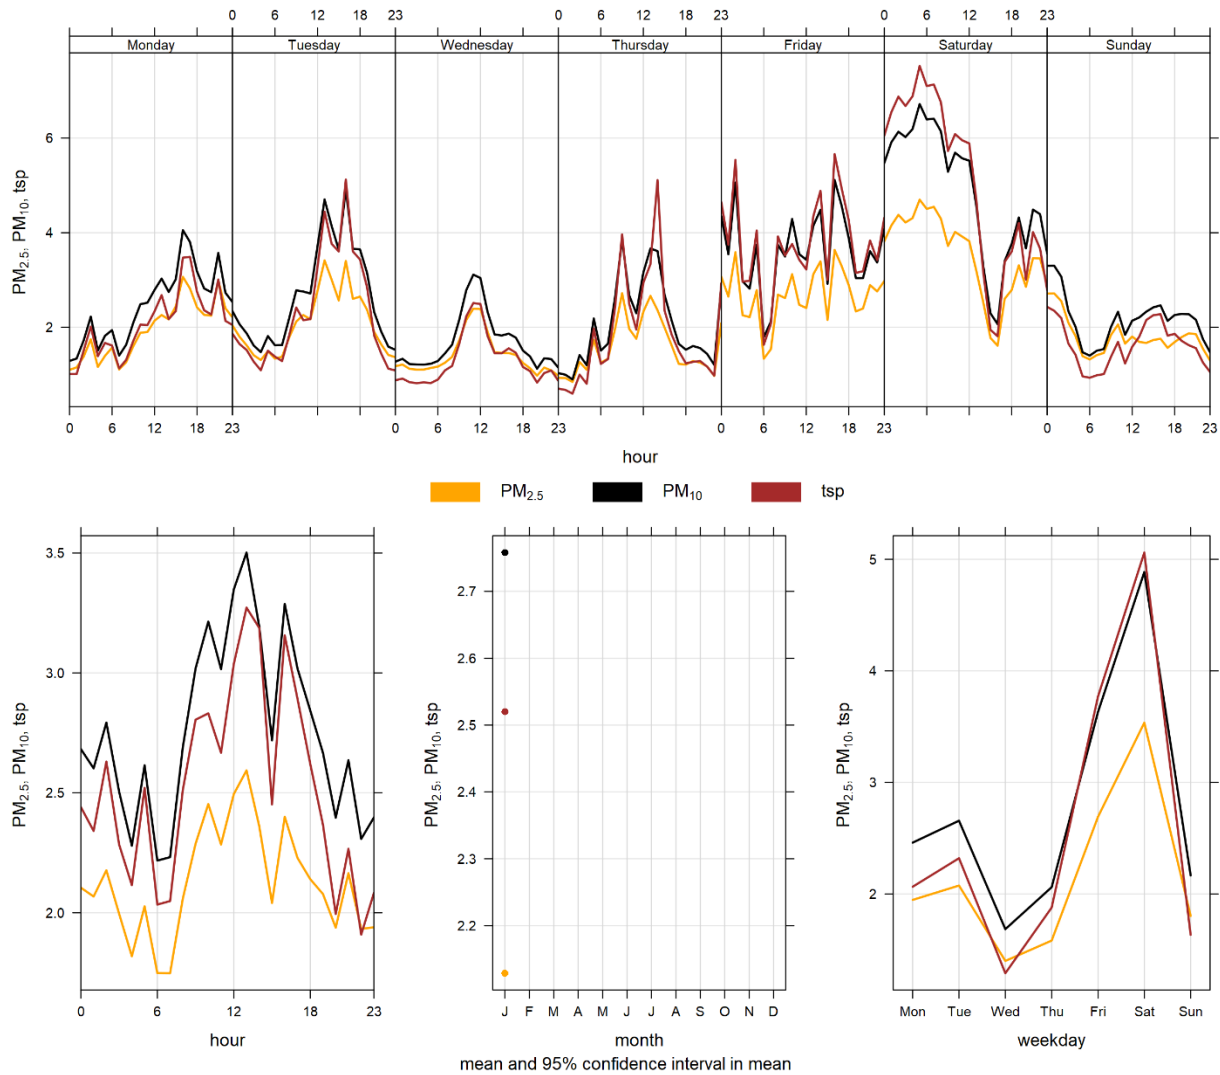 0 6 12 18 23 0 6 12 18 23 0 6 12 18 23
Monday Tuesday Wednesday Thursday Friday Saturday Sunday
6
4
2
PM2.5, PM10, tsp
0 6 12 18 23 0 6 12 18 23 0 6 12 18 23 0 6 12 18 23
hour
PM2.5 PM10 tsp
3.5
3.0
2.5
2.0
PM2.5, PM10, tsp
0 6 12 18 23
hour
2.7
2.6
2.5
2.4
2.3
2.2
PM2.5, PM10, tsp
J F M A M J J A S O N D
month
5
4
3
2
PM2.5, PM10, tsp
Mon Tue Wed Thu Fri Sat Sun
weekday
mean and 95% confidence interval in mean